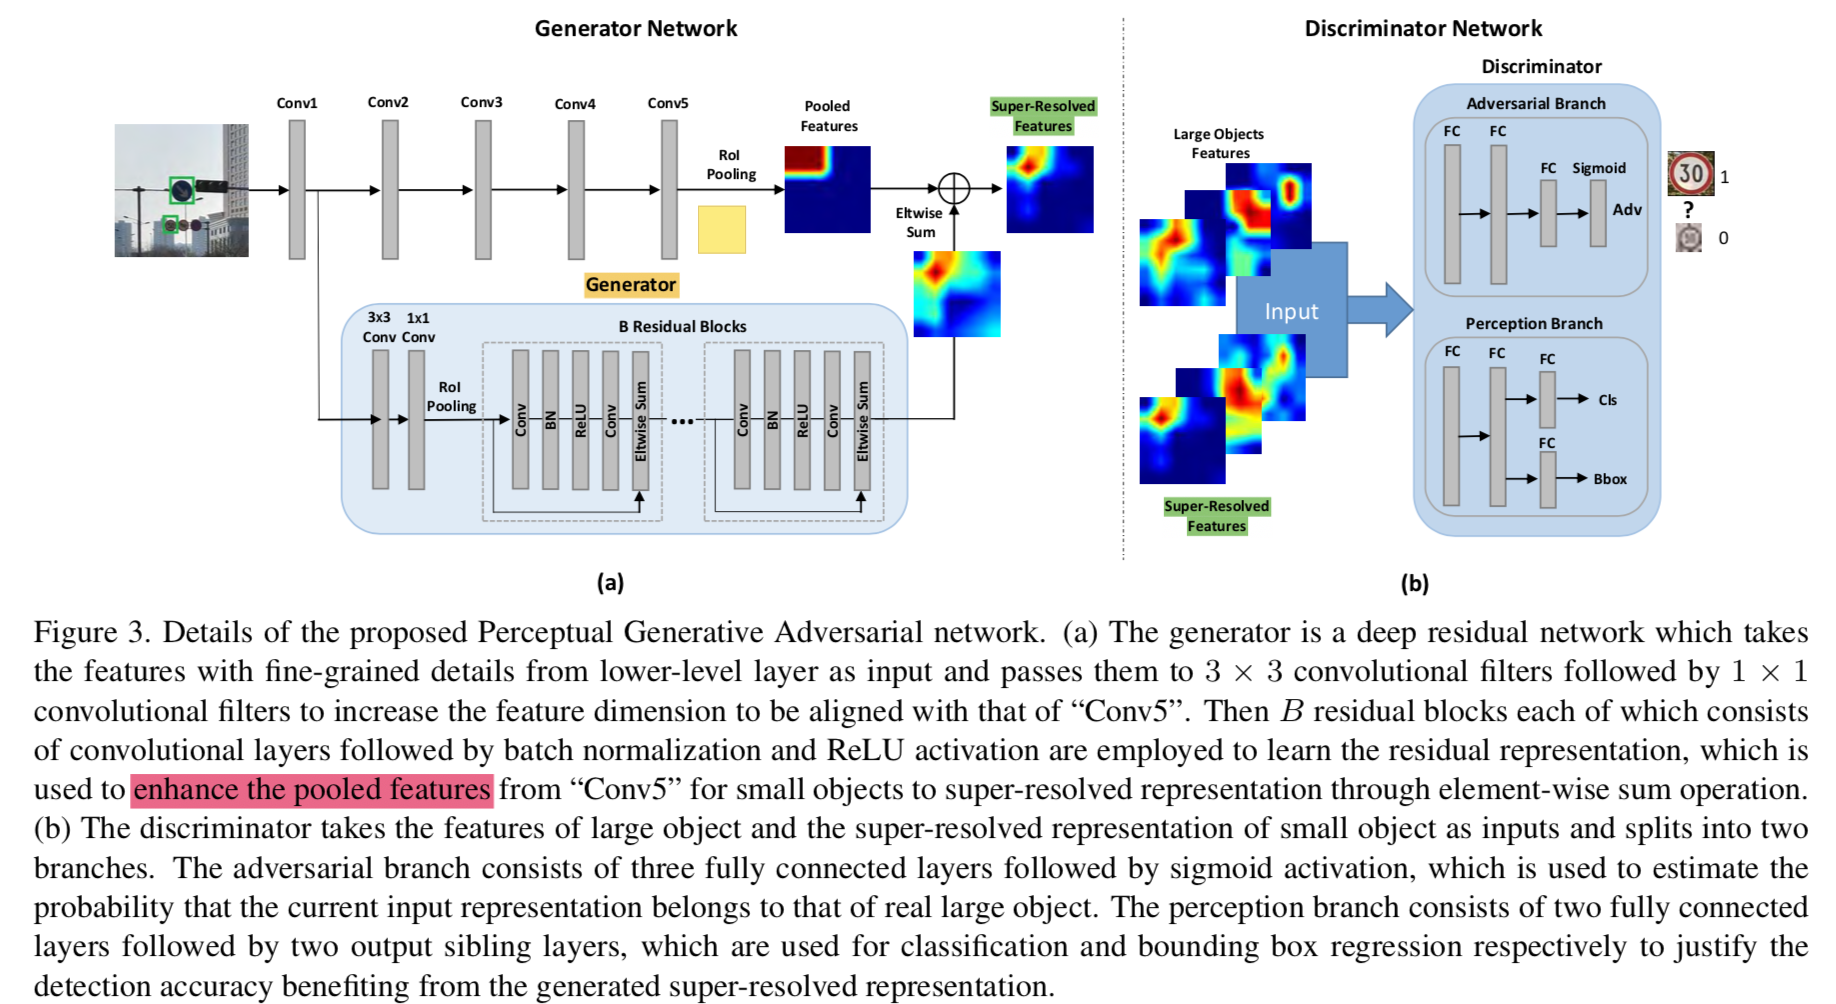 Generator Network
Conv1
Conv2
Conv3
Conv4
Conv5
RoI
Pooling
Pooled
Features
Super-Resolved
Features
Eltwise
Sum
Generator
3x3
Conv
1x1
Conv
RoI
Pooling
B Residual Blocks
Conv
BN
ReLU
Conv
Eltwise Sum
...
Conv
BN
ReLU
Conv
Eltwise Sum
(a)
Discriminator Network
Large Objects
Features
Input
Super-Resolved
Features
Discriminator
Adversarial Branch
FC
FC
FC
Sigmoid
Adv
30
1
?
30
0
Perception Branch
FC
FC
FC
Cls
FC
Bbox
(b)
Figure 3. Details of the proposed Perceptual Generative Adversarial network. (a) The generator is a deep residual network which takes
the features with fine-grained details from lower-level layer as input and passes them to 3 × 3 convolutional filters followed by 1 × 1
convolutional filters to increase the feature dimension to be aligned with that of “Conv5”. Then B residual blocks each of which consists
of convolutional layers followed by batch normalization and ReLU activation are employed to learn the residual representation, which is
used to enhance the pooled features from “Conv5” for small objects to super-resolved representation through element-wise sum operation.
(b) The discriminator takes the features of large object and the super-resolved representation of small object as inputs and splits into two
branches. The adversarial branch consists of three fully connected layers followed by sigmoid activation, which is used to estimate the
probability that the current input representation belongs to that of real large object. The perception branch consists of two fully connected
layers followed by two output sibling layers, which are used for classification and bounding box regression respectively to justify the
detection accuracy benefiting from the generated super-resolved representation.